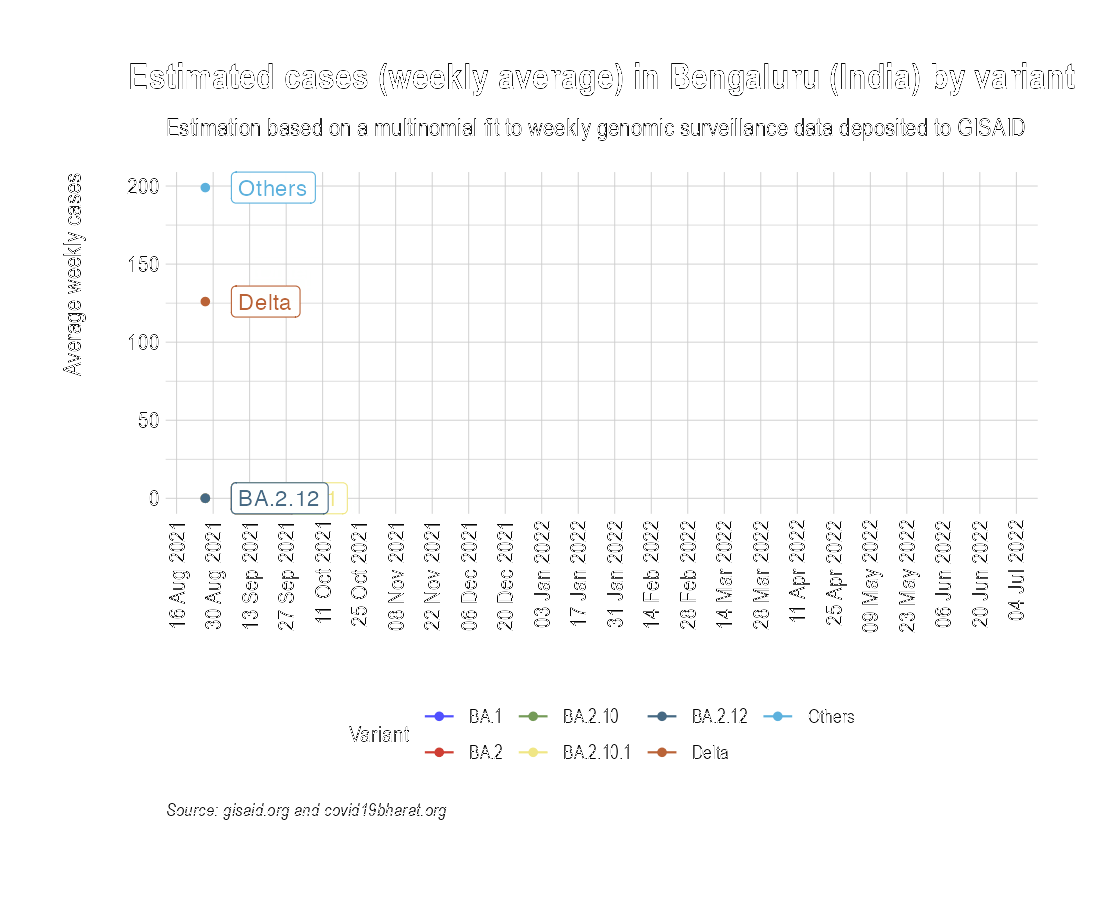 Estimated cases (weekly average) in Bengaluru (India) by variant
Estimation based on a multinomial fit to weekly genomic surveillance data deposited to GISAID
Average weekly cases
200
150
100
50
0
Others
Delta
BA.2.12
1
16 Aug 2021
30 Aug 2021
13 Sep 2021
27 Sep 2021
11 Oct 2021
25 Oct 2021
08 Nov 2021
22 Nov 2021
06 Dec 2021
20 Dec 2021
03 Jan 2022
17 Jan 2022
31 Jan 2022
14 Feb 2022
28 Feb 2022
14 Mar 2022
28 Mar 2022
11 Apr 2022
25 Apr 2022
09 May 2022
23 May 2022
06 Jun 2022
20 Jun 2022
04 Jul 2022
Variant
BA.1 BA.2.10 BA.2.12 Others
BA.2 BA.2.10.1 Delta
Source: gisaid.org and covid19bharat.org